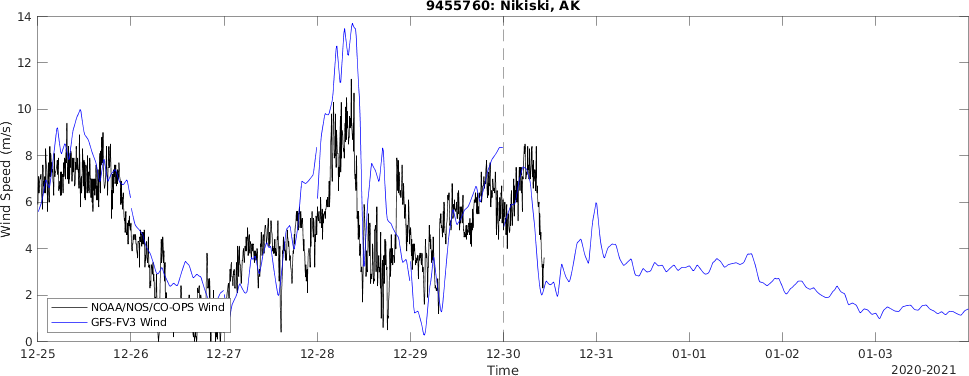 9455760: Nikiski, AK
14
12
10
8
6
4
2
0
Wind Speed (m/s)
NOAA/NOS/CO-OPS Wind
GFS-FV3 Wind
12-25 12-26 12-27 12-28 12-29 12-30 12-31 01-01 01-02 01-03
Time
2020-2021